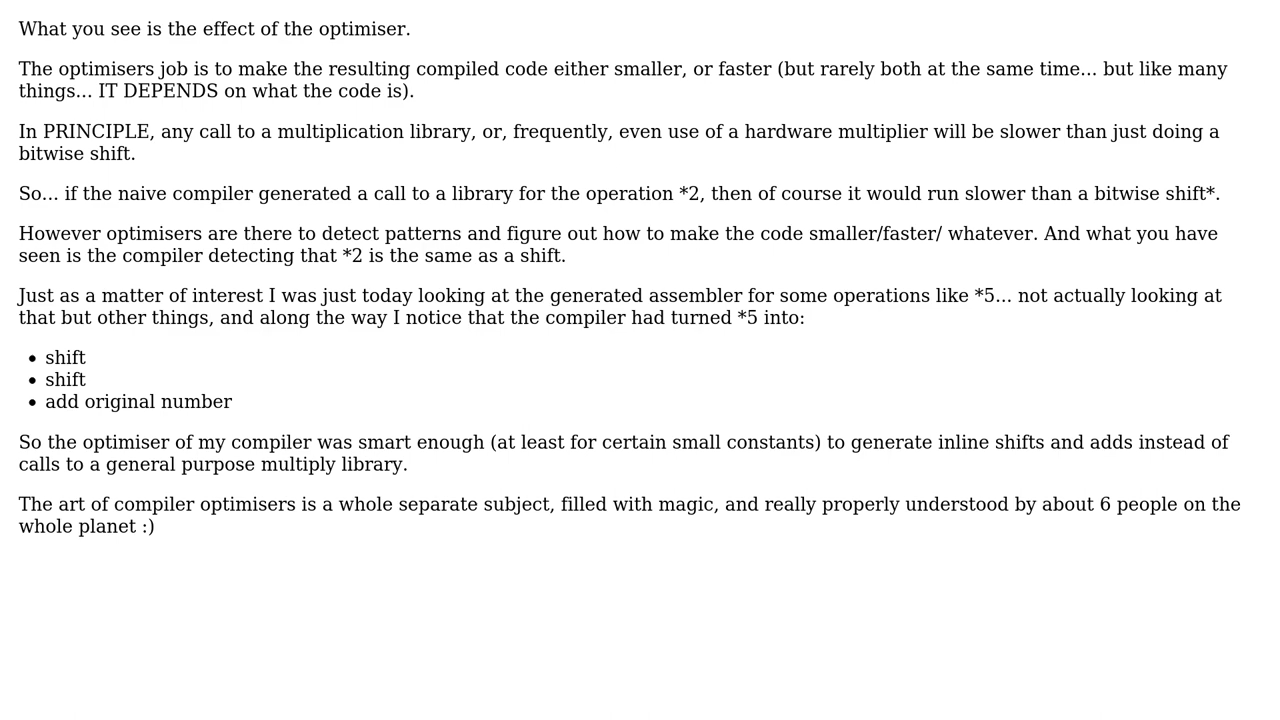 What you see is the effect of the optimiser.
The optimisers job is to make the resulting compiled code either smaller, or faster (but rarely both at the same time... but like many
things... IT DEPENDS on what the code is).
In PRINCIPLE, any call to a multiplication library, or, frequently, even use of a hardware multiplier will be slower than just doing a
bitwise shift.
So... if the naive compiler generated a call to a library for the operation *2, then of course it would run slower than a bitwise shift*.
However optimisers are there to detect patterns and figure out how to make the code smaller/faster/ whatever. And what you have
seen is the compiler detecting that *2 is the same as a shift.
Just as a matter of interest I was just today looking at the generated assembler for some operations like *5... not actually looking at
that but other things, and along the way I notice that the compiler had turned *5 into:
• shift
• shift
• add original number
So the optimiser of my compiler was smart enough (at least for certain small constants) to generate inline shifts and adds instead of
calls to a general purpose multiply library.
The art of compiler optimisers is a whole separate subject, filled with magic, and really properly understood by about 6 people on the
whole planet :)